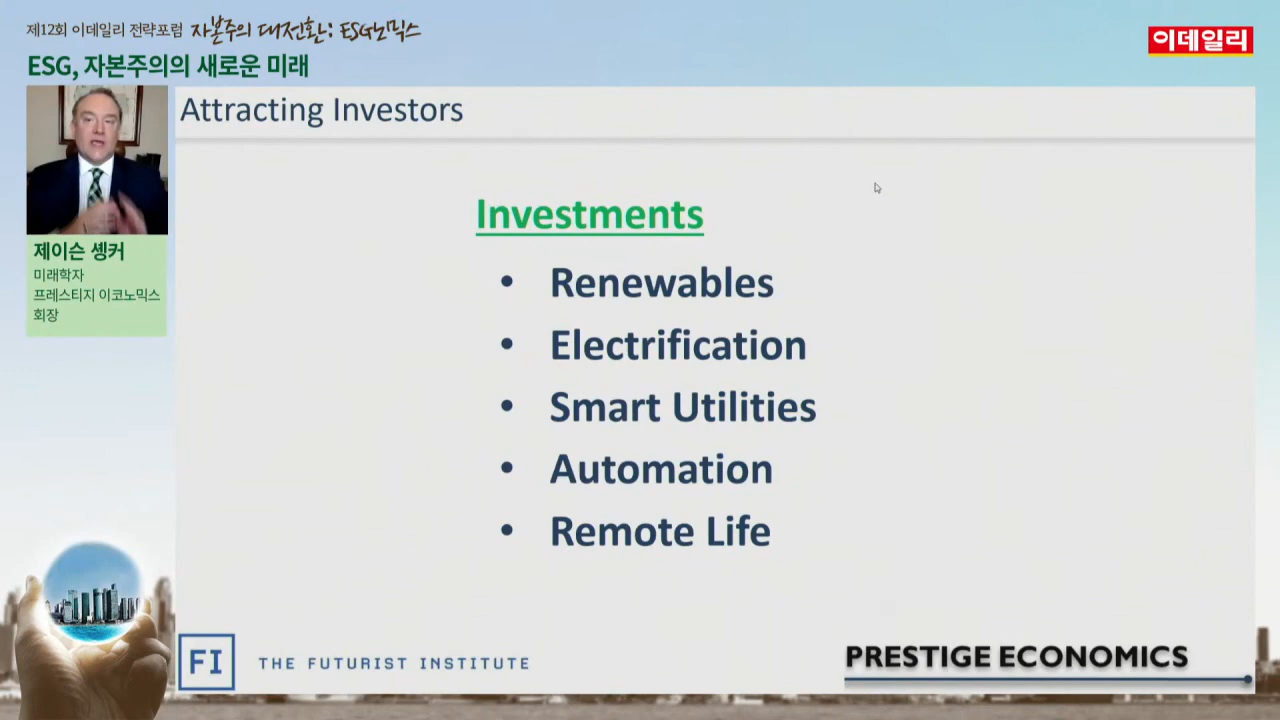 제12회 이데일리 전략포럼 자본주의 대전환: ESG노믹스
이데일리
ESG, 자본주의의 새로운 미래
Attracting Investors
제이슨 솅커
미래학자
프레스티지 이코노믹스
회장
Investments
• Renewables
• Electrification
• Smart Utilities
• Automation
• Remote Life
FI THE FUTURIST INSTITUTE
PRESTIGE ECONOMICS